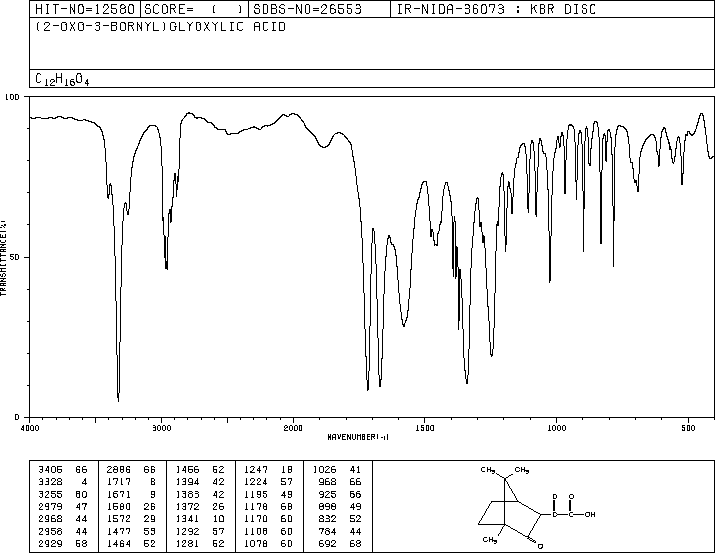 HIT-NO=12580 SCORE= ( ) SDBS-NO=26553 IR-NIDA-36073 : KBR DISC
(2-OXO-3-BORNYL)GLYOXYLIC ACID
C12H16O4
100
50
0
TRANSMITTANCE(%)
4000 3000 2000 1500 1000 500
WAVENUMBER(-1)
3405 66 2886 66 1456 52 1247 18 1026 41
3328 4 1717 8 1394 42 1224 57 968 66
3255 60 1671 9 1383 42 1195 49 925 66
2979 47 1580 26 1372 26 1178 68 898 49
2968 44 1572 29 1341 10 1170 60 832 52
2958 44 1477 55 1292 57 1108 60 784 44
2929 58 1464 52 1281 52 1078 60 692 68
CH3 CH3
O O
OH
CH3
O